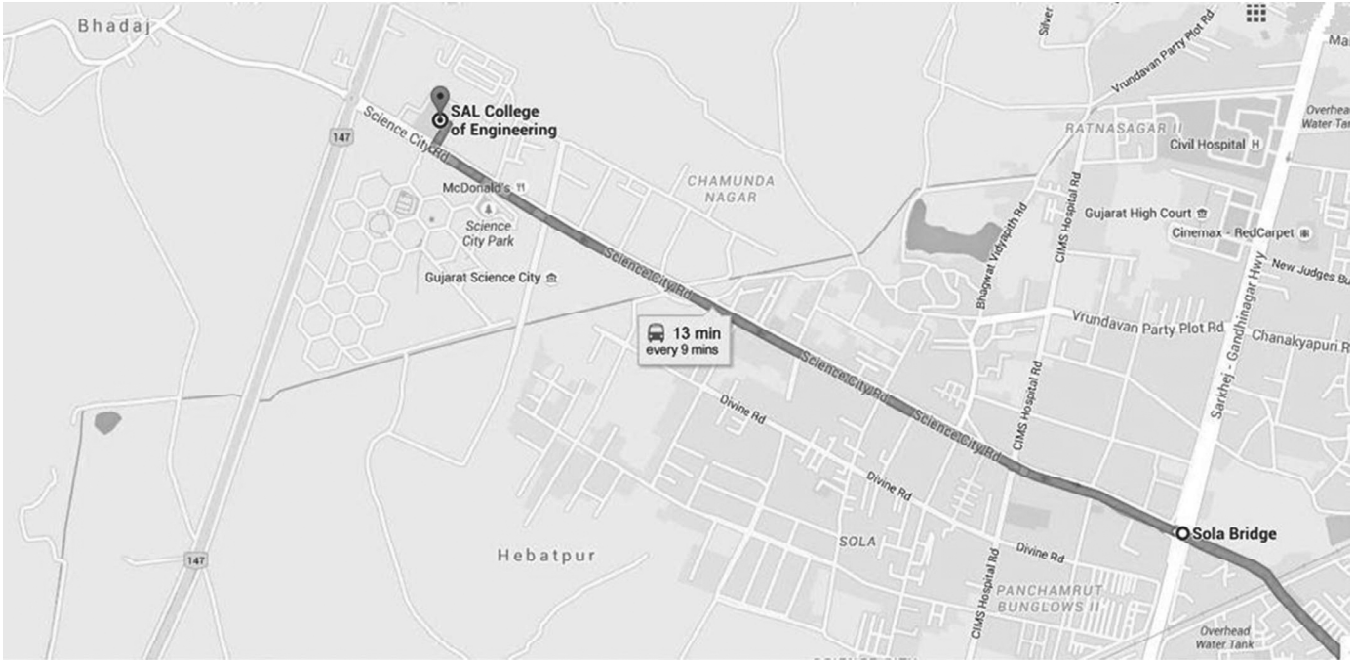 Bhadaj
147
SAL College
of Engineering
Science City Rd
McDonald's
Science
City Park
Gujarat Science City
CHAMUNDA
NAGAR
Science City Rd
13 min
every 9 mins
Silver
Vrundavan Party Plot Rd
RATNASAGAR II
Civil Hospital H
Overhead
Water Tank
Gujarat High Court
Cinemax - RedCarpet
New Judges Bu
Bhagwat Vidyapith Rd
CIMS Hospital Rd
Sarkhej - Gandhinagar Hwy
Vrundavan Party Plot Rd
Chanakyapuri R
Science City Rd
Science City Rd
CIMS Hospital Rd
Divine Rd
Divine Rd
Divine Rd
SOLA
Hebatpur
147
Sola Bridge
CIMS Hospital Rd
PANCHAMRUT
BUNGLOWS II
Overhead
Water Tank
SCIENCE CITY